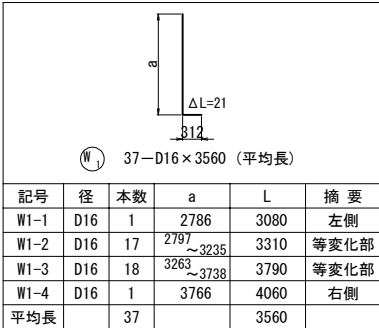 a
ΔL=21
312
W1 37-D16×3560 (平均長)
記号 径 本数 a L 摘 要
W1-1 D16 1 2786 3080 左側
W1-2 D16 17 2797~3235 3310 等変化部
W1-3 D16 18 3263~3738 3790 等変化部
W1-4 D16 1 3766 4060 右側
平均長 37 3560